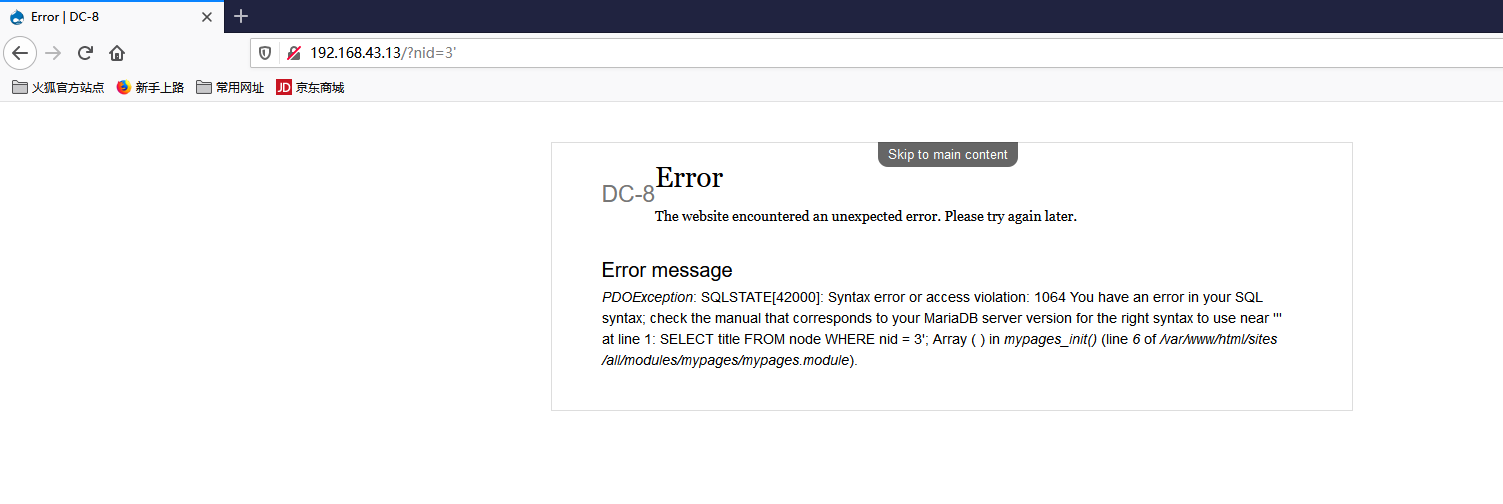 Error | DC-8
192.168.43.13/?nid=3'
火狐官方站点 新手上路 常用网址 JD 京东商城
Skip to main content
DC-8
Error
The website encountered an unexpected error. Please try again later.
Error message
PDOException: SQLSTATE[42000]: Syntax error or access violation: 1064 You have an error in your SQL
syntax; check the manual that corresponds to your MariaDB server version for the right syntax to use near '''
at line 1: SELECT title FROM node WHERE nid = 3'; Array ( ) in mypages_init() (line 6 of /var/www/html/sites
/all/modules/mypages/mypages.module).